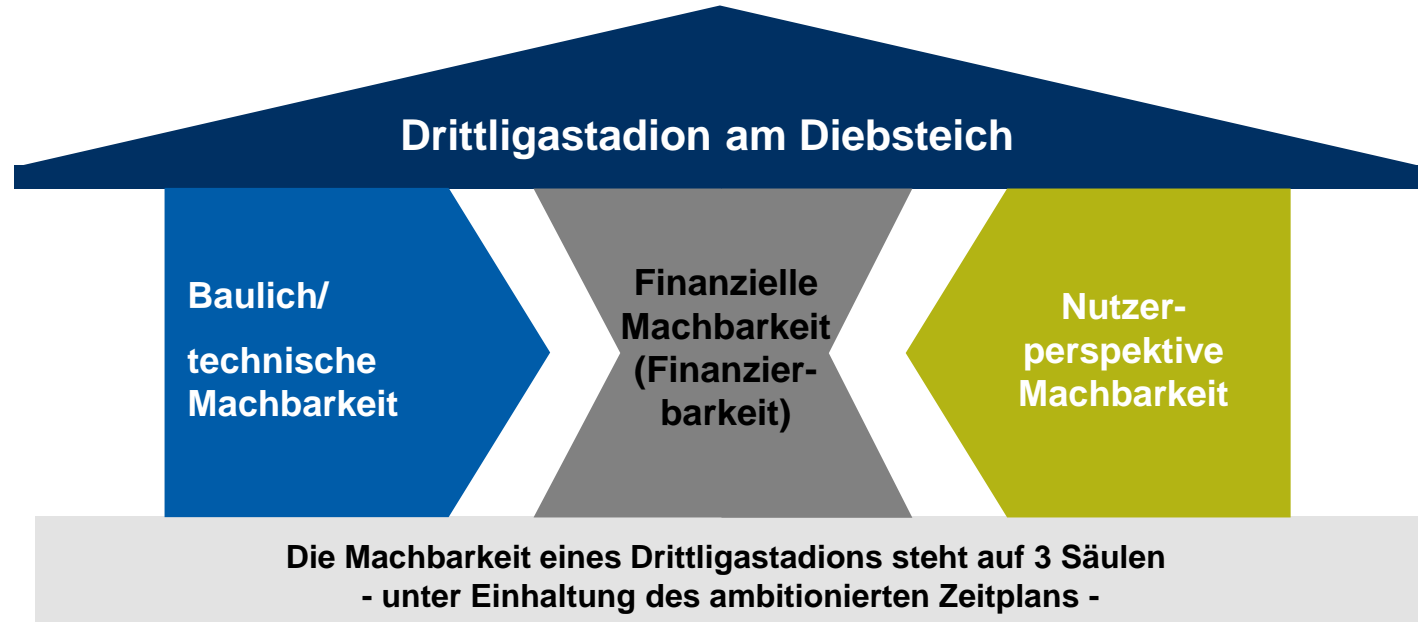 Drittligastadion am Diebsteich
Baulich/
technische
Machbarkeit
Finanzielle
Machbarkeit
(Finanzier-
barkeit)
Nutzer-
perspektive
Machbarkeit
Die Machbarkeit eines Drittligastadions steht auf 3 Säulen
- unter Einhaltung des ambitionierten Zeitplans -